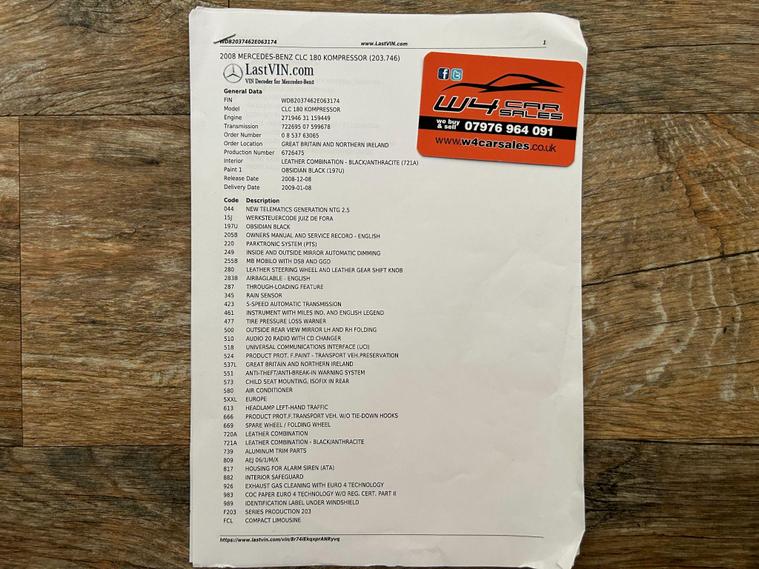 WDB2037462E063174 www.LastVIN.com 1
2008 MERCEDES-BENZ CLC 180 KOMPRESSOR (203.746)
LastVIN.com
VIN Decoder for Mercedes-Benz
General Data
FIN WDB2037462E063174
Model CLC 180 KOMPRESSOR
Engine 271946 31 159449
Transmission 722695 07 599678
Order Number 0 8 537 63065
Order Location GREAT BRITAIN AND NORTHERN IRELAND
Production Number 6726475
Interior LEATHER COMBINATION - BLACK/ANTHRACITE (721A)
Paint 1 OBSIDIAN BLACK (197U)
Release Date 2008-12-08
Delivery Date 2009-01-08
Code Description
044 NEW TELEMATICS GENERATION NTG 2.5
15J WERKSTEUERCODE JUIZ DE FORA
197U OBSIDIAN BLACK
205B OWNERS MANUAL AND SERVICE RECORD - ENGLISH
220 PARKTRONIC SYSTEM (PTS)
249 INSIDE AND OUTSIDE MIRROR AUTOMATIC DIMMING
255B MB MOBILO WITH DSB AND GGD
280 LEATHER STEERING WHEEL AND LEATHER GEAR SHIFT KNOB
283B AIRBAGLABLE - ENGLISH
287 THROUGH-LOADING FEATURE
345 RAIN SENSOR
423 5-SPEED AUTOMATIC TRANSMISSION
461 INSTRUMENT WITH MILES IND. AND ENGLISH LEGEND
477 TIRE PRESSURE LOSS WARNER
500 OUTSIDE REAR VIEW MIRROR LH AND RH FOLDING
510 AUDIO 20 RADIO WITH CD CHANGER
518 UNIVERSAL COMMUNICATIONS INTERFACE (UCI)
524 PRODUCT PROT. F.PAINT - TRANSPORT VEH.PRESERVATION
537L GREAT BRITAIN AND NORTHERN IRELAND
551 ANTI-THEFT/ANTI-BREAK-IN WARNING SYSTEM
573 CHILD SEAT MOUNTING, ISOFIX IN REAR
580 AIR CONDITIONER
5XXL EUROPE
613 HEADLAMP LEFT-HAND TRAFFIC
666 PRODUCT PROT.F.TRANSPORT VEH. W/O TIE-DOWN HOOKS
669 SPARE WHEEL / FOLDING WHEEL
720A LEATHER COMBINATION
721A LEATHER COMBINATION - BLACK/ANTHRACITE
739 ALUMINUM TRIM PARTS
809 AEJ 06/1/M/X
817 HOUSING FOR ALARM SIREN (ATA)
882 INTERIOR SAFEGUARD
926 EXHAUST GAS CLEANING WITH EURO 4 TECHNOLOGY
983 COC PAPER EURO 4 TECHNOLOGY W/O REG. CERT. PART II
989 IDENTIFICATION LABEL UNDER WINDSHIELD
F203 SERIES PRODUCTION 203
FCL COMPACT LIMOUSINE
https://www.lastvin.com/vin/8r74iEkqxprANRyvq
W4 CAR
SALES
we buy
& sell 07976 964 091
www.w4carsales.co.uk